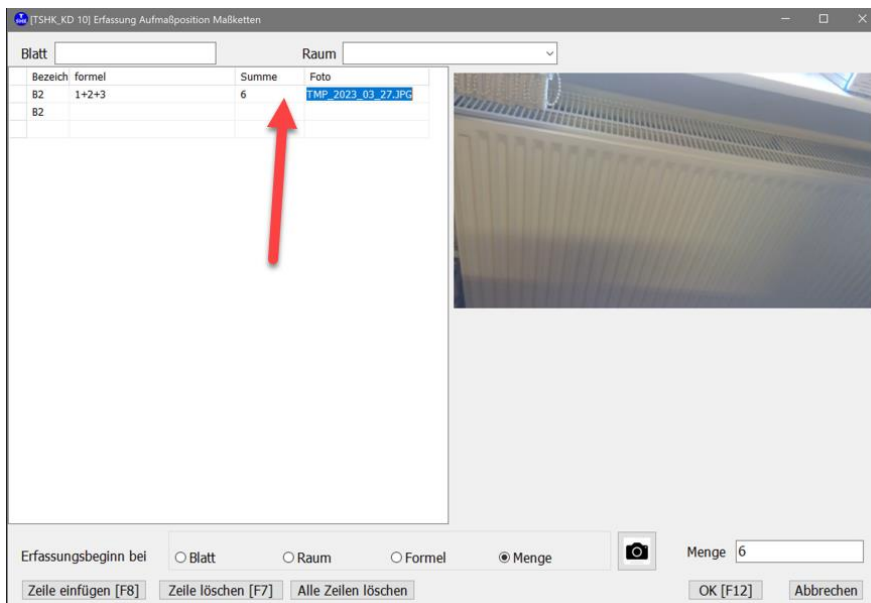 [TSHK_KD 10] Erfassung Aufmaßposition Maßketten
Blatt Raum
Bezeich formel Summe Foto
B2 1+2+3 6 TMP_2023_03_27.JPG
B2
Erfassungsbeginn bei Blatt Raum Formel Menge Menge 6
Zeile einfügen [F8] Zeile löschen [F7] Alle Zeilen löschen OK [F12] Abbrechen